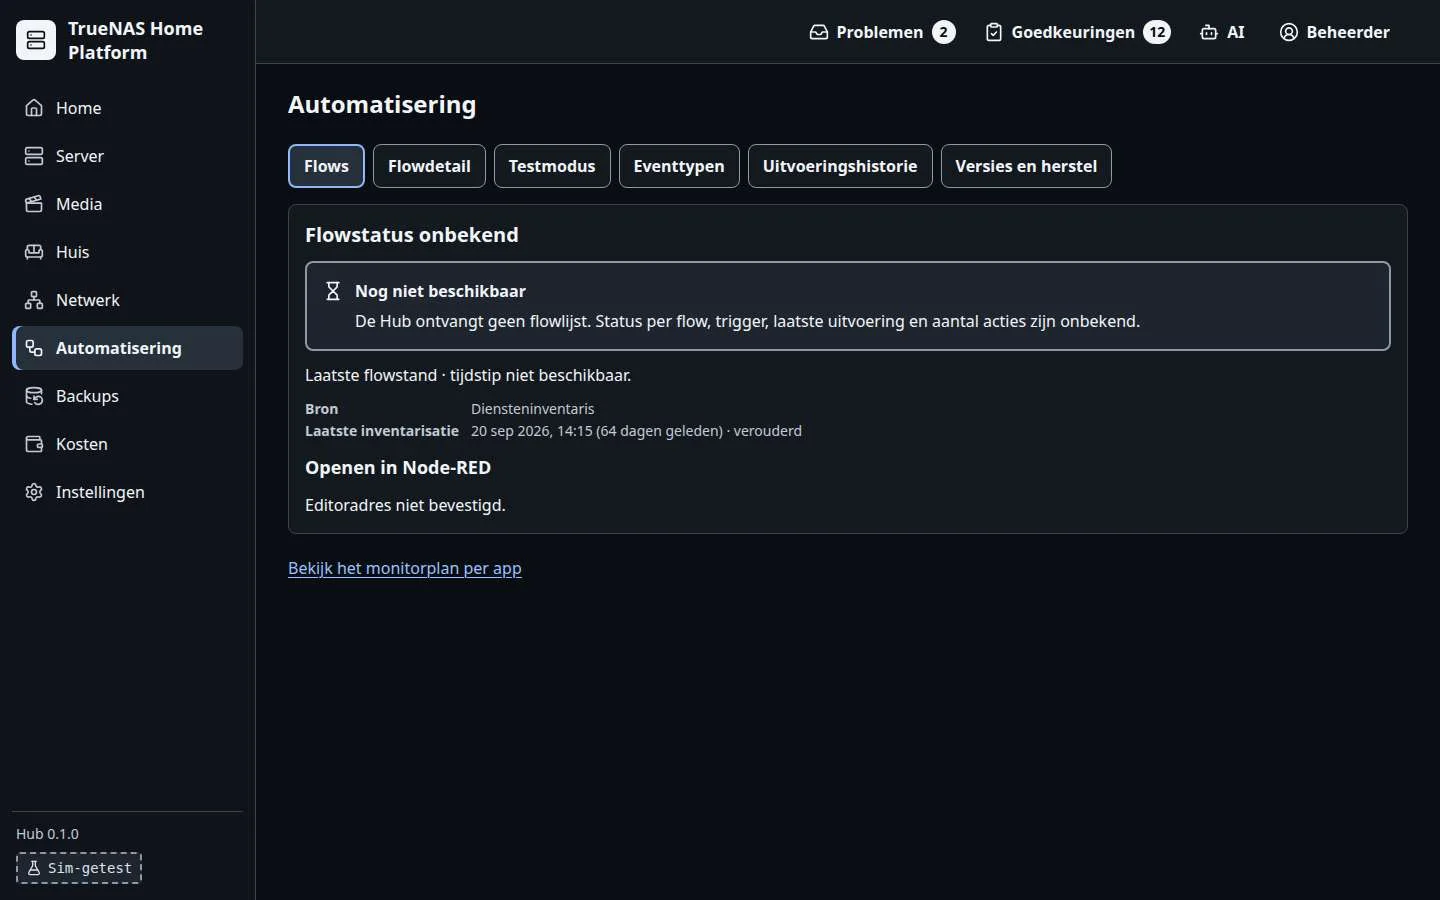 TrueNAS Home
Platform
Problemen 2
Goedkeuringen 12
AI
Beheerder
Home
Server
Media
Huis
Netwerk
Automatisering
Backups
Kosten
Instellingen
Hub 0.1.0
Sim-getest
Automatisering
Flows
Flowdetail
Testmodus
Eventtypen
Uitvoeringshistorie
Versies en herstel
Flowstatus onbekend
Nog niet beschikbaar
De Hub ontvangt geen flowlijst. Status per flow, trigger, laatste uitvoering en aantal acties zijn onbekend.
Laatste flowstand · tijdstip niet beschikbaar.
Bron Diensteninventaris
Laatste inventarisatie 20 sep 2026, 14:15 (64 dagen geleden) · verouderd
Openen in Node-RED
Editoradres niet bevestigd.
Bekijk het monitorplan per app